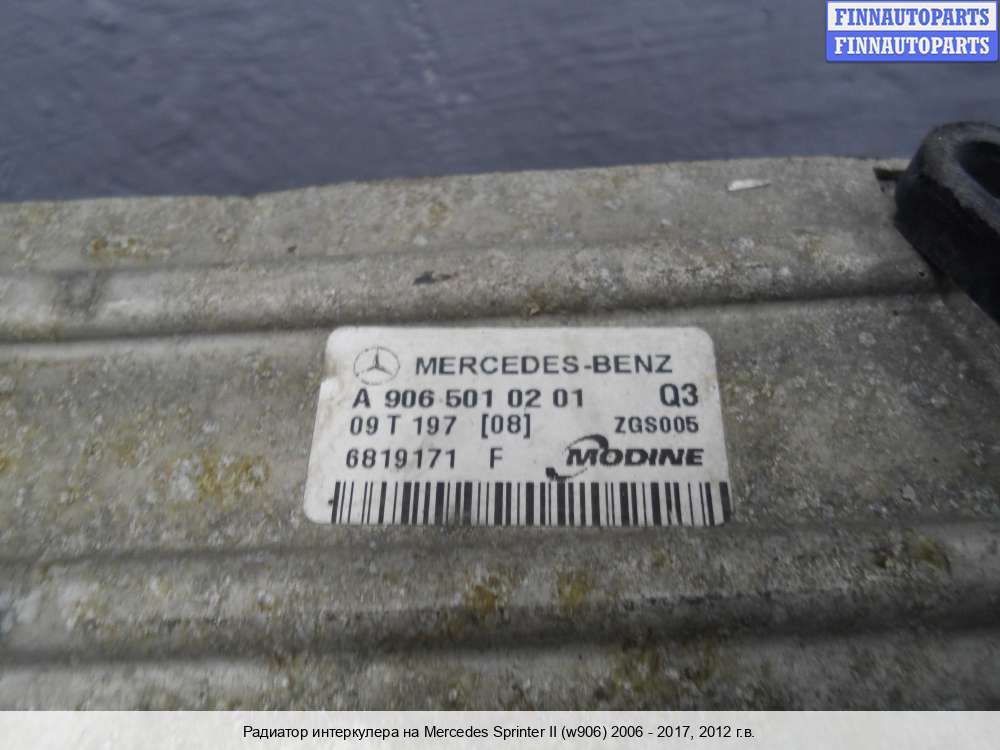 FINNAUTOPARTS
FINNAUTOPARTS
MERCEDES-BENZ
A 906 501 02 01 Q3
09 T 197 [08] ZGS005
6819171 F MODINE
Радиатор интеркулера на Mercedes Sprinter II (w906) 2006 - 2017, 2012 г.в.